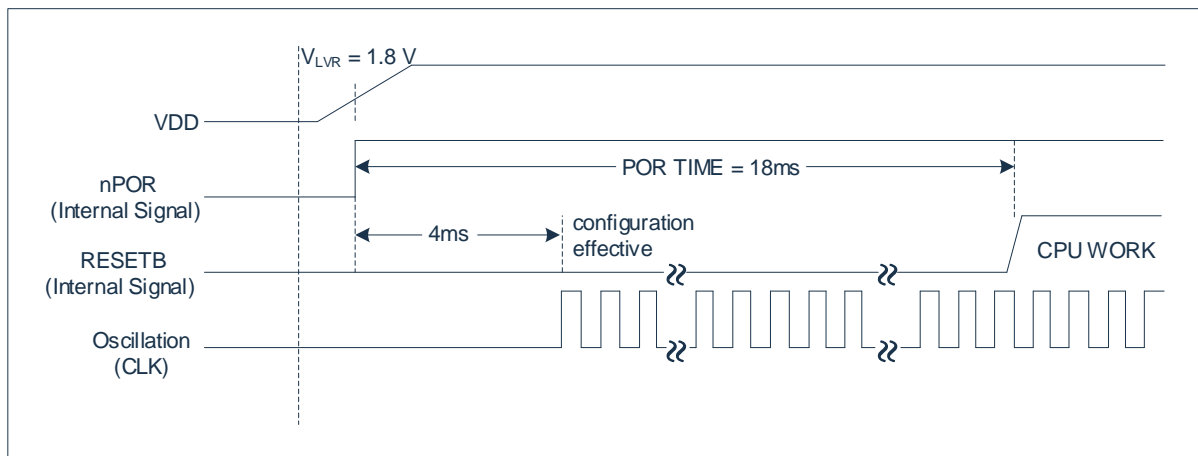 VLVR = 1.8 V
VDD
POR TIME = 18ms
nPOR
(Internal Signal)
4ms
configuration
effective
RESETB
(Internal Signal)
CPU WORK
Oscillation
(CLK)